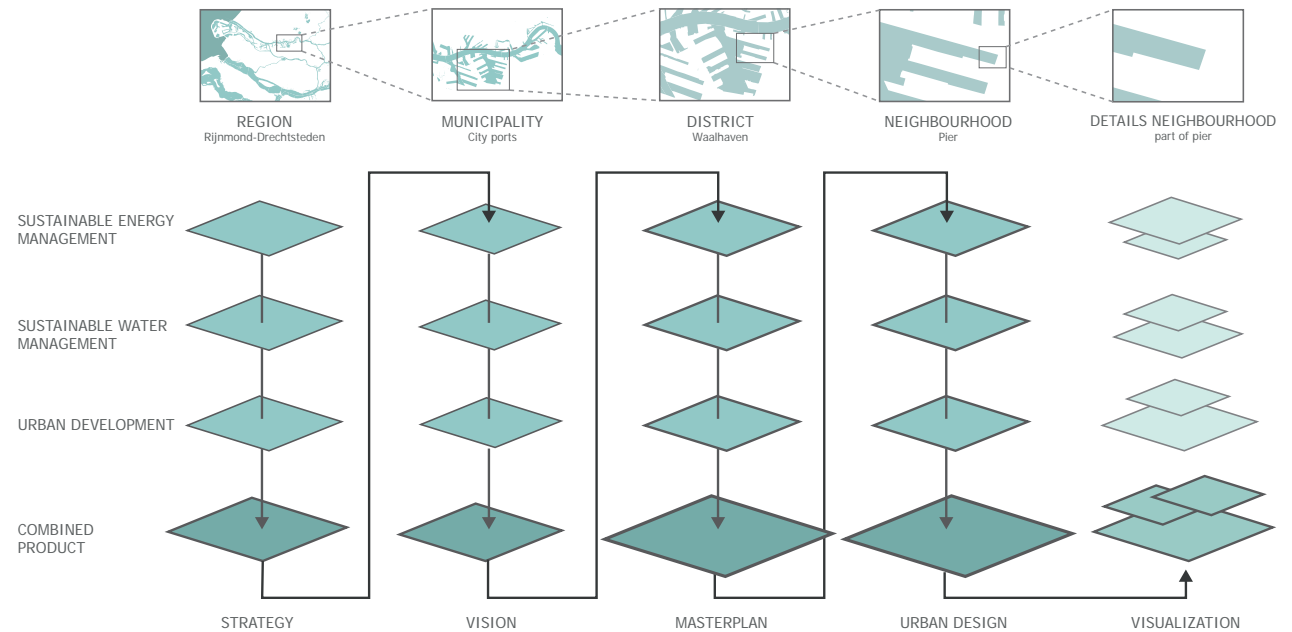 REGION
Rijnmond-Drechtsteden
MUNICIPALITY
City ports
DISTRICT
Waalhaven
NEIGHBOURHOOD
Pier
DETAILS NEIGHBOURHOOD
part of pier
SUSTAINABLE ENERGY
MANAGEMENT
SUSTAINABLE WATER
MANAGEMENT
URBAN DEVELOPMENT
COMBINED
PRODUCT
STRATEGY
VISION
MASTERPLAN
URBAN DESIGN
VISUALIZATION